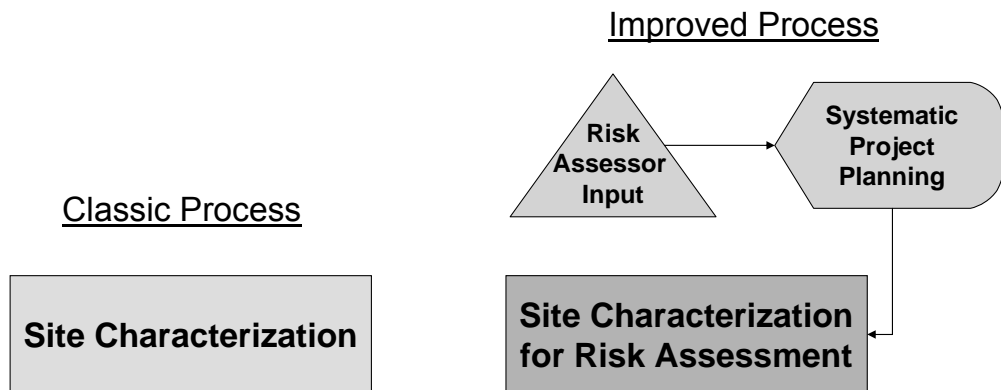 Improved Process
Risk
Assessor
Input
Systematic
Project
Planning
Classic Process
Site Characterization
Site Characterization
for Risk Assessment